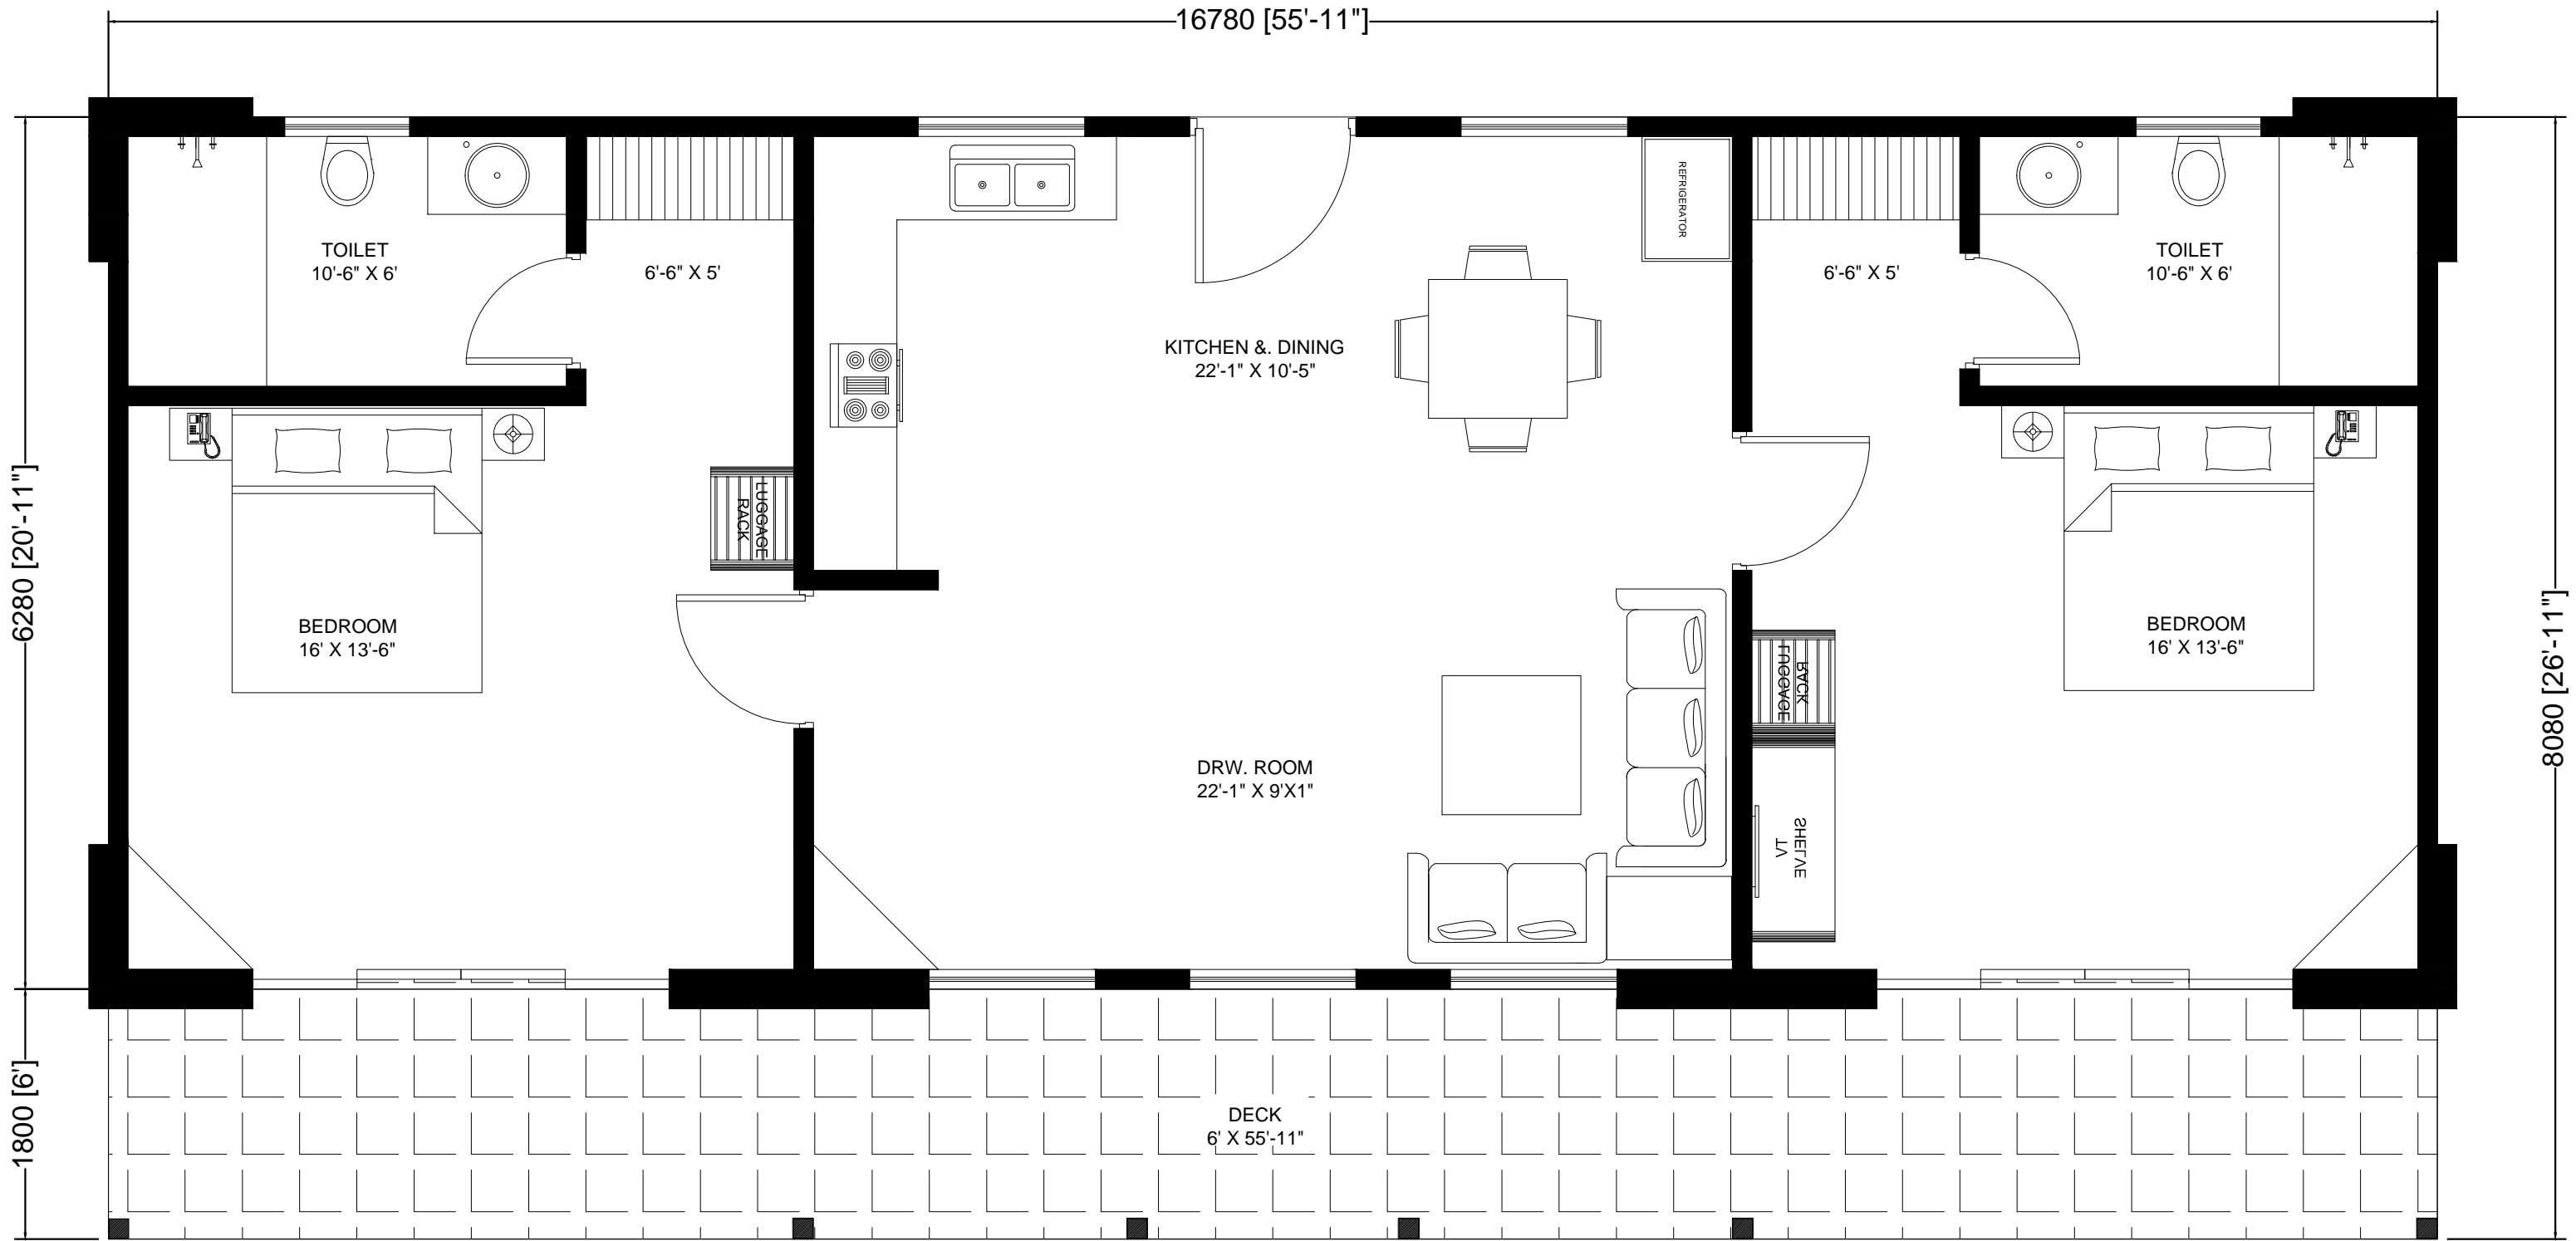 16780 [55'-11"]
TOILET
10'-6" X 6'
6'-6" X 5'
REFRIGERATOR
6'-6" X 5'
TOILET
10'-6" X 6'
KITCHEN &. DINING
22'-1" X 10'-5"
6280 [20'-11"]
LUGGAGE
RACK
BEDROOM
16' X 13'-6"
BEDROOM
16' X 13'-6"
LUGGAGE
RACK
8080 [26'-11"]
DRW. ROOM
22'-1" X 9'X1"
TV
SHELVE
1800 [6']
DECK
6' X 55'-11"